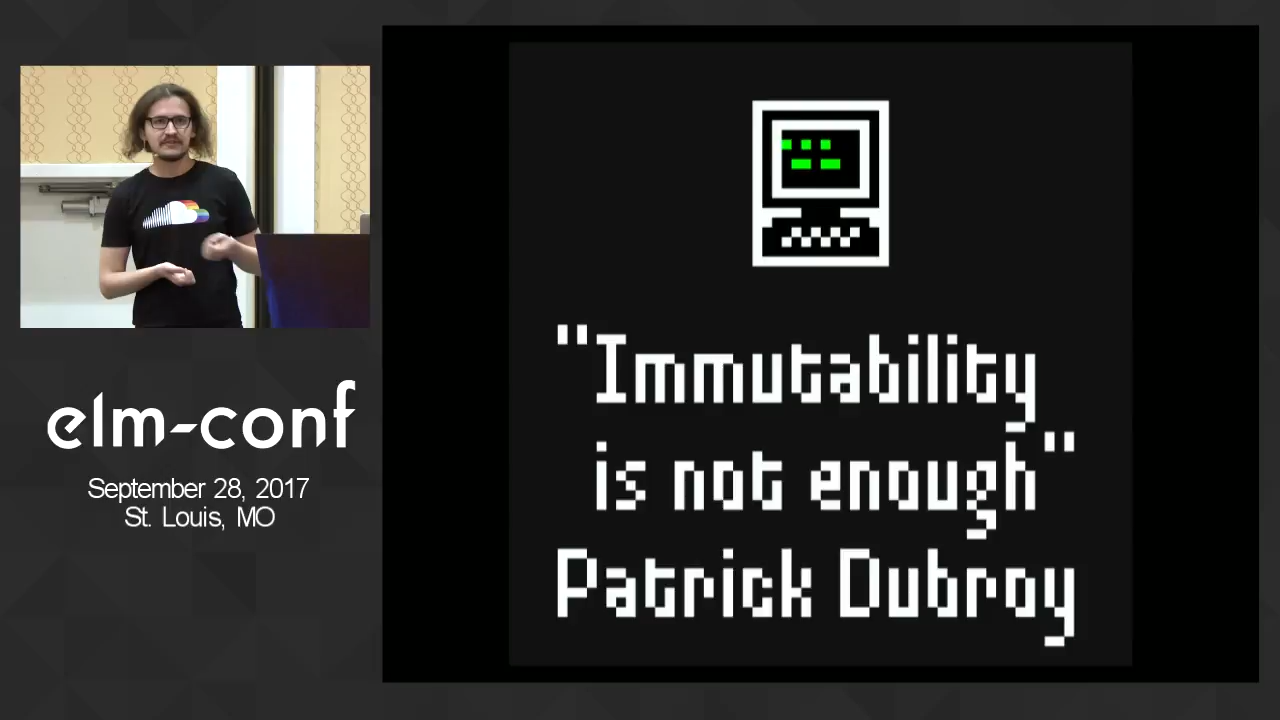 elm-conf
September 28, 2017
St. Louis, MO
"Immutability
is not enough"
Patrick Dubroy